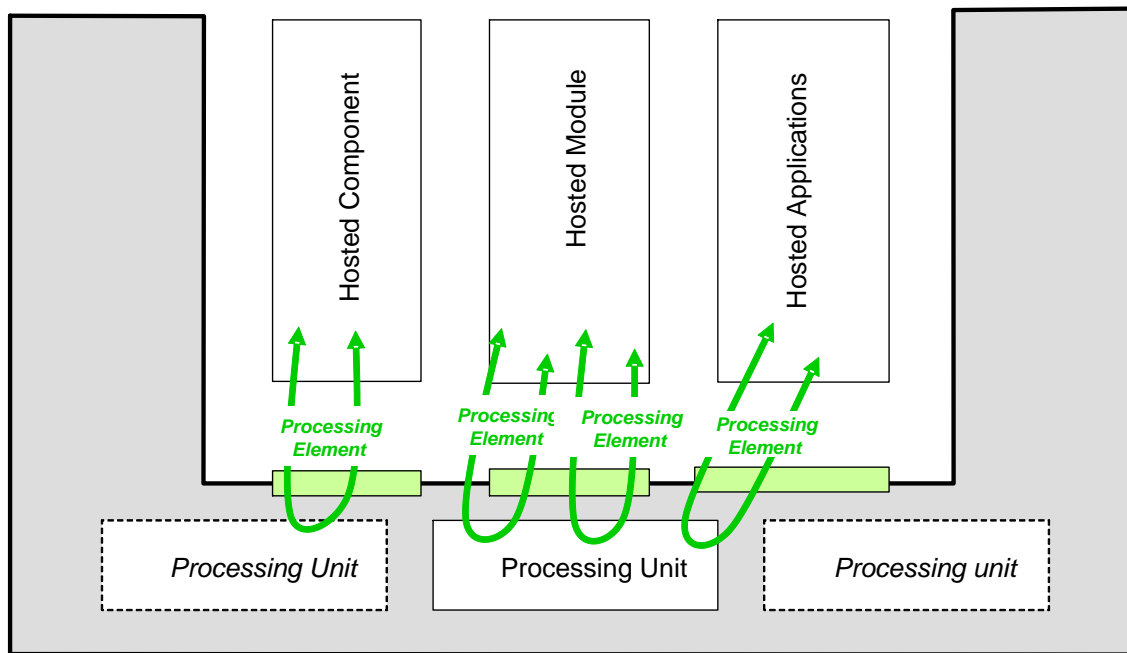 Hosted Component
Hosted Module
Hosted Applications
Processing
Element
Processing
Element
Processing
Element
Processing
Element
Processing Unit
Processing Unit
Processing unit